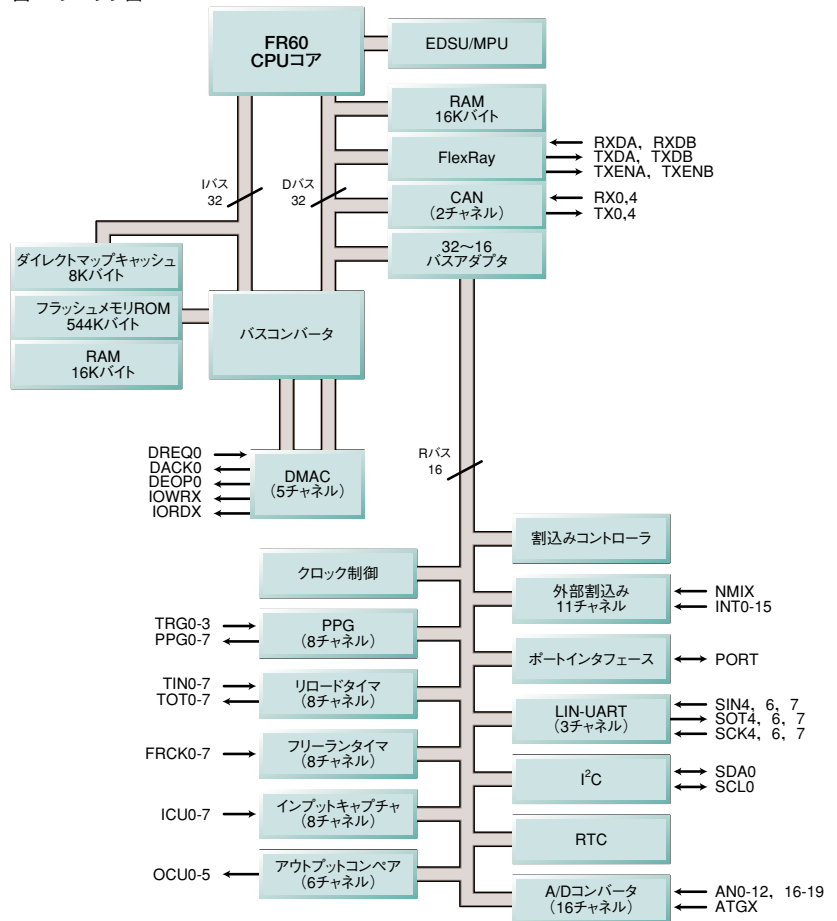 FR60
CPUコア
EDSU/MPU
RAM
16Kバイト
FlexRay
RXDA, RXDB
TXDA, TXDB
TXENA, TXENB
Iバス
32
Dバス
32
CAN
(2チャネル)
RX0,4
TX0,4
32〜16
バスアダプタ
ダイレクトマップキャッシュ
8Kバイト
フラッシュメモリROM
544Kバイト
RAM
16Kバイト
バスコンバータ
DREQ0
DACK0
DEOP0
IOWRX
IORDX
DMAC
(5チャネル)
Rバス
16
割込みコントローラ
クロック制御
外部割込み
11チャネル
NMIX
INT0-15
TRG0-3
PPG0-7
PPG
(8チャネル)
ポートインタフェース
PORT
TIN0-7
TOT0-7
リロードタイマ
(8チャネル)
LIN-UART
(3チャネル)
SIN4, 6, 7
SOT4, 6, 7
SCK4, 6, 7
FRCK0-7
フリーランタイマ
(8チャネル)
I²C
SDA0
SCL0
ICU0-7
インプットキャプチャ
(8チャネル)
RTC
OCU0-5
アウトプットコンペア
(6チャネル)
A/Dコンバータ
(16チャネル)
AN0-12, 16-19
ATGX